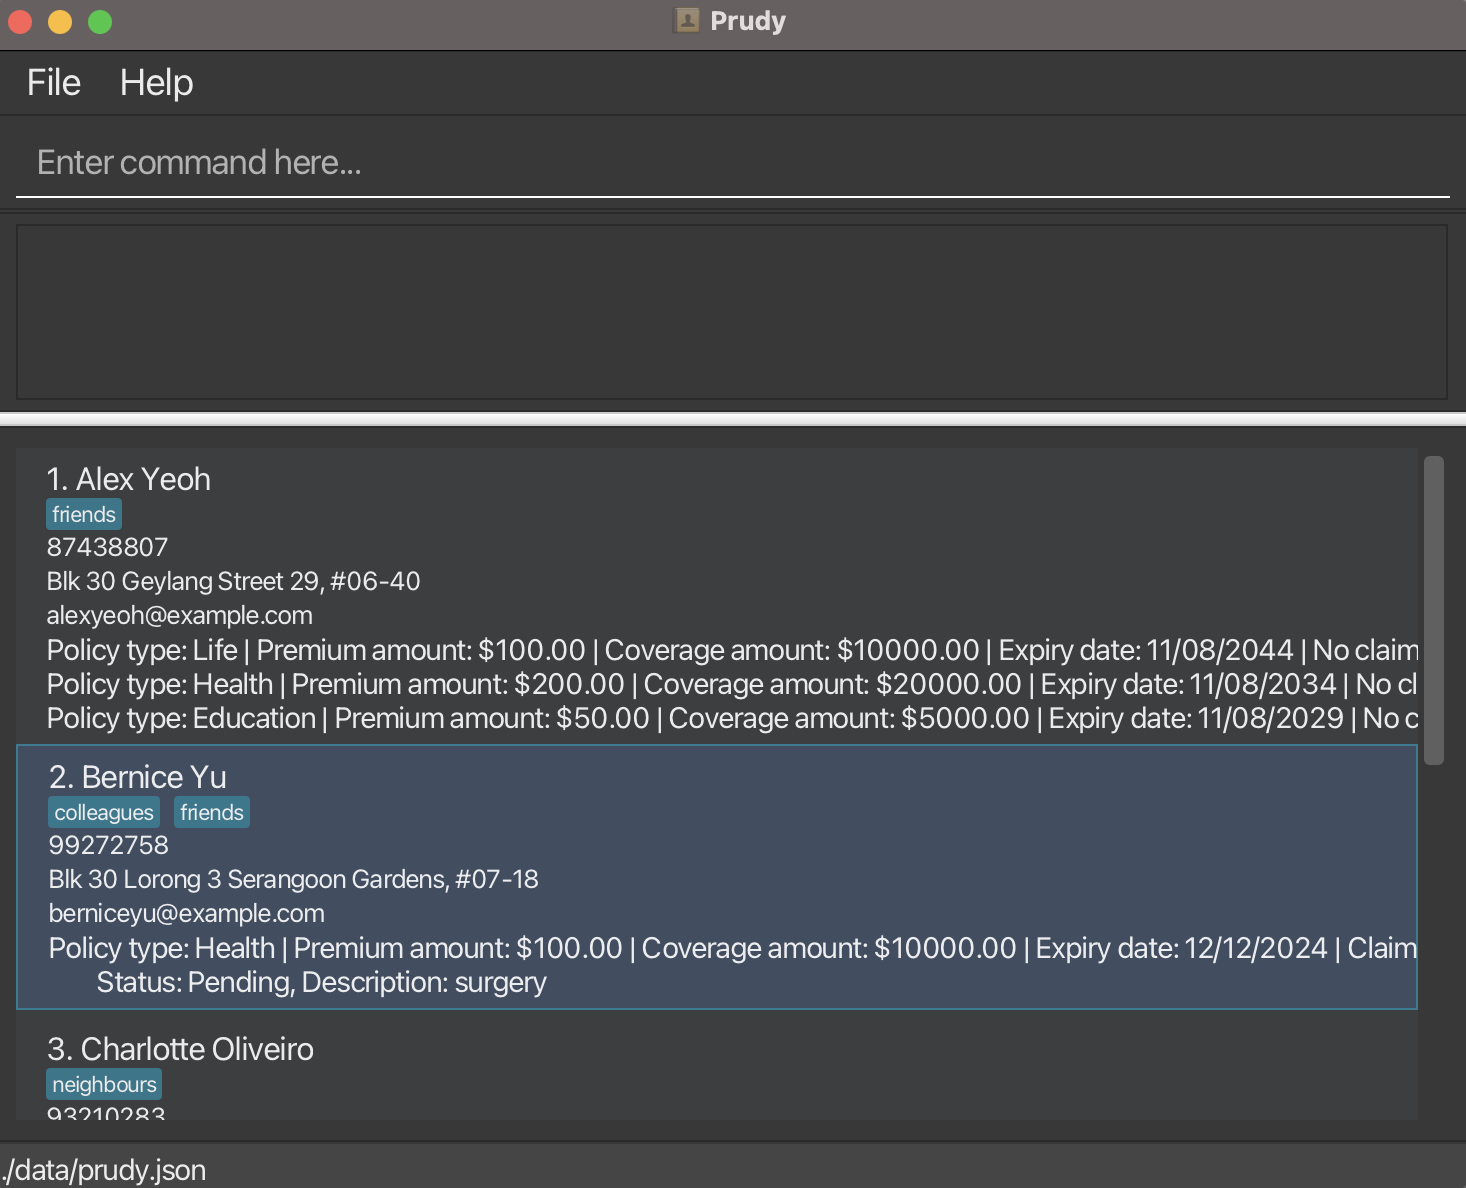 Prudy
File Help
Enter command here...
1. Alex Yeoh
friends
87438807
Blk 30 Geylang Street 29, #06-40
alexyeoh@example.com
Policy type: Life | Premium amount: $100.00 | Coverage amount: $10000.00 | Expiry date: 11/08/2044 | No claim
Policy type: Health | Premium amount: $200.00 | Coverage amount: $20000.00 | Expiry date: 11/08/2034 | No cl
Policy type: Education | Premium amount: $50.00 | Coverage amount: $5000.00 | Expiry date: 11/08/2029 | No c
2. Bernice Yu
colleagues friends
99272758
Blk 30 Lorong 3 Serangoon Gardens, #07-18
berniceyu@example.com
Policy type: Health | Premium amount: $100.00 | Coverage amount: $10000.00 | Expiry date: 12/12/2024 | Claim
Status: Pending, Description: surgery
3. Charlotte Oliveiro
neighbours
93210283
./data/prudy.json